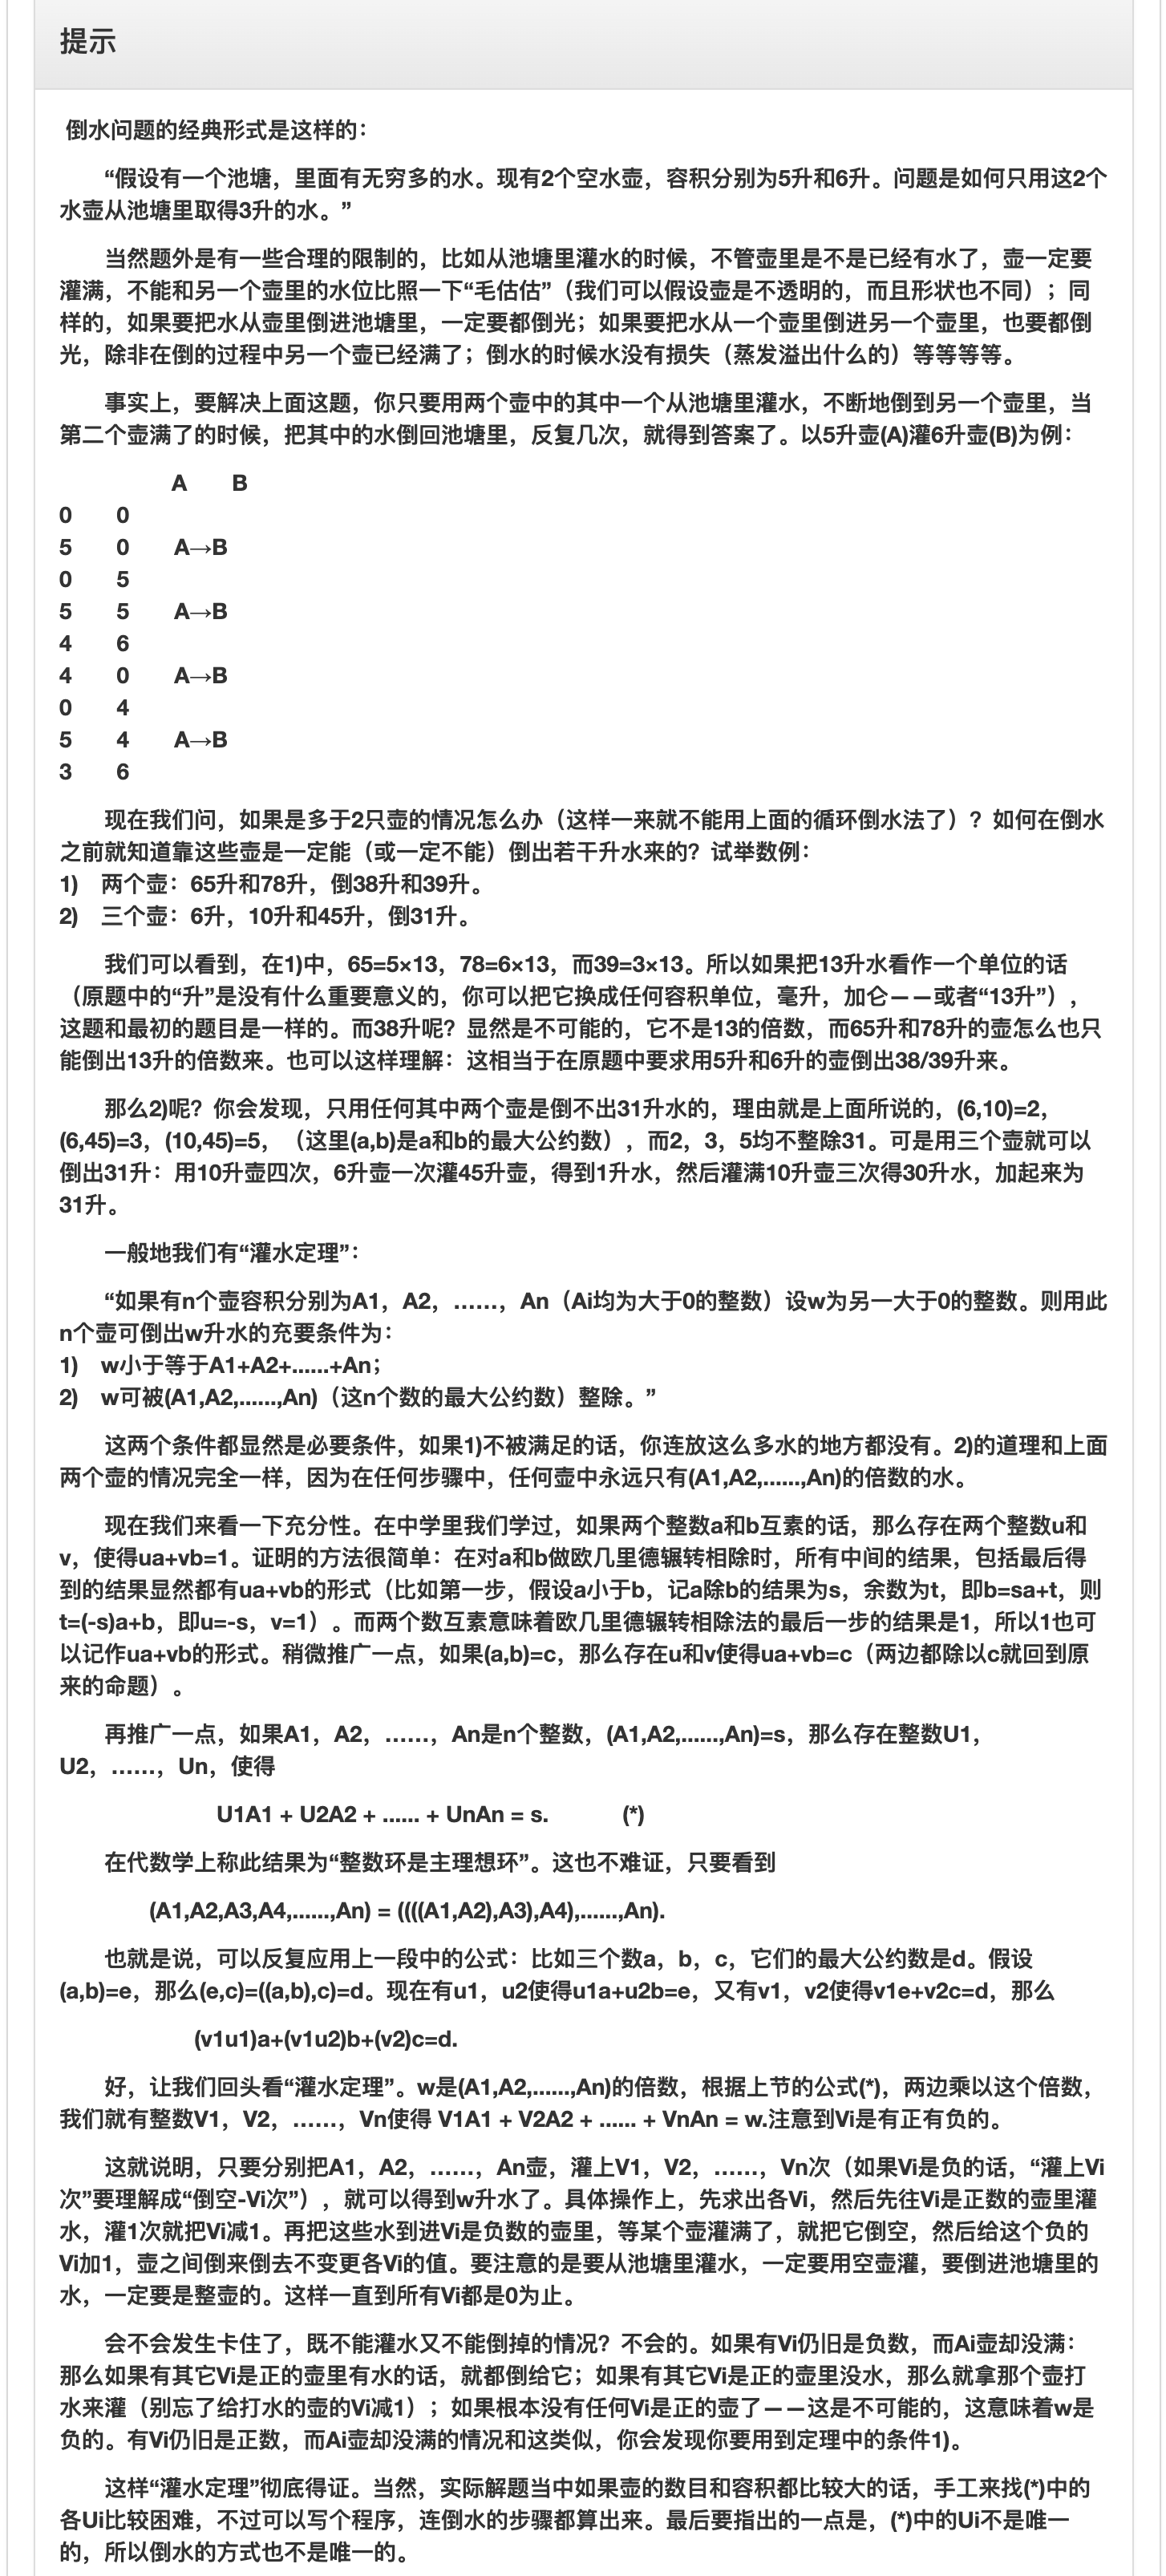 提示
倒水问题的经典形式是这样的：
“假设有一个池塘，里面有无穷多的水。现有2个空水壶，容积分别为5升和6升。问题是如何只用这2个
水壶从池塘里取得3升的水。”
当然题外是有一些合理的限制的，比如从池塘里灌水的时候，不管壶里是不是已经有水了，壶一定要
灌满，不能和另一个壶里的水位比照一下“毛估估”（我们可以假设壶是不透明的，而且形状也不同）；同
样的，如果要把水从壶里倒进池塘里，一定要都倒光；如果要把水从一个壶里倒进另一个壶里，也要都倒
光，除非在倒的过程中另一个壶已经满了；倒水的时候水没有损失（蒸发溢出什么的）等等等等。
事实上，要解决上面这题，你只要用两个壶中的其中一个从池塘里灌水，不断地倒到另一个壶里，当
第二个壶满了的时候，把其中的水倒回池塘里，反复几次，就得到答案了。以5升壶(A)灌6升壶(B)为例：
A B
0 0
5 0 A→B
0 5
5 5 A→B
4 6
4 0 A→B
0 4
5 4 A→B
3 6
现在我们问，如果是多于2只壶的情况怎么办（这样一来就不能用上面的循环倒水法了）？如何在倒水
之前就知道靠这些壶是一定能（或一定不能）倒出若干升水来的？试举数例：
1) 两个壶：65升和78升，倒38升和39升。
2) 三个壶：6升，10升和45升，倒31升。
我们可以看到，在1)中，65=5×13，78=6×13，而39=3×13。所以如果把13升水看作一个单位的话
（原题中的“升”是没有什么重要意义的，你可以把它换成任何容积单位，毫升，加仑——或者“13升”），
这题和最初的题目是一样的。而38升呢？显然是不可能的，它不是13的倍数，而65升和78升的壶怎么也只
能倒出13升的倍数来。也可以这样理解：这相当于在原题中要求用5升和6升的壶倒出38/39升来。
那么2)呢？你会发现，只用任何其中两个壶是倒不出31升水的，理由就是上面所说的，(6,10)=2，
(6,45)=3，(10,45)=5，（这里(a,b)是a和b的最大公约数），而2，3，5均不整除31。可是用三个壶就可以
倒出31升：用10升壶四次，6升壶一次灌45升壶，得到1升水，然后灌满10升壶三次得30升水，加起来为
31升。
一般地我们有“灌水定理”：
“如果有n个壶容积分别为A1，A2，……，An（Ai均为大于0的整数）设w为另一大于0的整数。则用此
n个壶可倒出w升水的充要条件为：
1) w小于等于A1+A2+......+An；
2) w可被(A1,A2,......,An)（这n个数的最大公约数）整除。”
这两个条件都显然是必要条件，如果1)不被满足的话，你连放这么多水的地方都没有。2)的道理和上面
两个壶的情况完全一样，因为在任何步骤中，任何壶中永远只有(A1,A2,......,An)的倍数的水。
现在我们来看一下充分性。在中学里我们学过，如果两个整数a和b互素的话，那么存在两个整数u和
v，使得ua+vb=1。证明的方法很简单：在对a和b做欧几里德辗转相除时，所有中间的结果，包括最后得
到的结果显然都有ua+vb的形式（比如第一步，假设a小于b，记a除b的结果为s，余数为t，即b=sa+t，则
t=(-s)a+b，即u=-s，v=1）。而两个数互素意味着欧几里德辗转相除法的最后一步的结果是1，所以1也可
以记作ua+vb的形式。稍微推广一点，如果(a,b)=c，那么存在u和v使得ua+vb=c（两边都除以c就回到原
来的命题）。
再推广一点，如果A1，A2，……，An是n个整数，(A1,A2,......,An)=s，那么存在整数U1，
U2，……，Un，使得
U1A1 + U2A2 + ...... + UnAn = s. (*)
在代数学上称此结果为“整数环是主理想环”。这也不难证，只要看到
(A1,A2,A3,A4,......,An) = ((((A1,A2),A3),A4),......,An).
也就是说，可以反复应用上一段中的公式：比如三个数a，b，c，它们的最大公约数是d。假设
(a,b)=e，那么(e,c)=((a,b),c)=d。现在有u1，u2使得u1a+u2b=e，又有v1，v2使得v1e+v2c=d，那么
(v1u1)a+(v1u2)b+(v2)c=d.
好，让我们回头看“灌水定理”。w是(A1,A2,......,An)的倍数，根据上节的公式(*)，两边乘以这个倍数，
我们就有整数V1，V2，……，Vn使得 V1A1 + V2A2 + ...... + VnAn = w.注意到Vi是有正有负的。
这就说明，只要分别把A1，A2，……，An壶，灌上V1，V2，……，Vn次（如果Vi是负的话，“灌上Vi
次”要理解成“倒空-Vi次”），就可以得到w升水了。具体操作上，先求出各Vi，然后先往Vi是正数的壶里灌
水，灌1次就把Vi减1。再把这些水到进Vi是负数的壶里，等某个壶灌满了，就把它倒空，然后给这个负的
Vi加1，壶之间倒来倒去不变更各Vi的值。要注意的是要从池塘里灌水，一定要用空壶灌，要倒进池塘里的
水，一定要是整壶的。这样一直到所有Vi都是0为止。
会不会发生卡住了，既不能灌水又不能倒掉的情况？不会的。如果有Vi仍旧是负数，而Ai壶却没满：
那么如果有其它Vi是正的壶里有水的话，就都倒给它；如果有其它Vi是正的壶里没水，那么就拿那个壶打
水来灌（别忘了给打水的壶的Vi减1）；如果根本没有任何Vi是正的壶了——这是不可能的，这意味着w是
负的。有Vi仍旧是正数，而Ai壶却没满的情况和这类似，你会发现你要用到定理中的条件1)。
这样“灌水定理”彻底得证。当然，实际解题当中如果壶的数目和容积都比较大的话，手工来找(*)中的
各Ui比较困难，不过可以写个程序，连倒水的步骤都算出来。最后要指出的一点是，(*)中的Ui不是唯一
的，所以倒水的方式也不是唯一的。